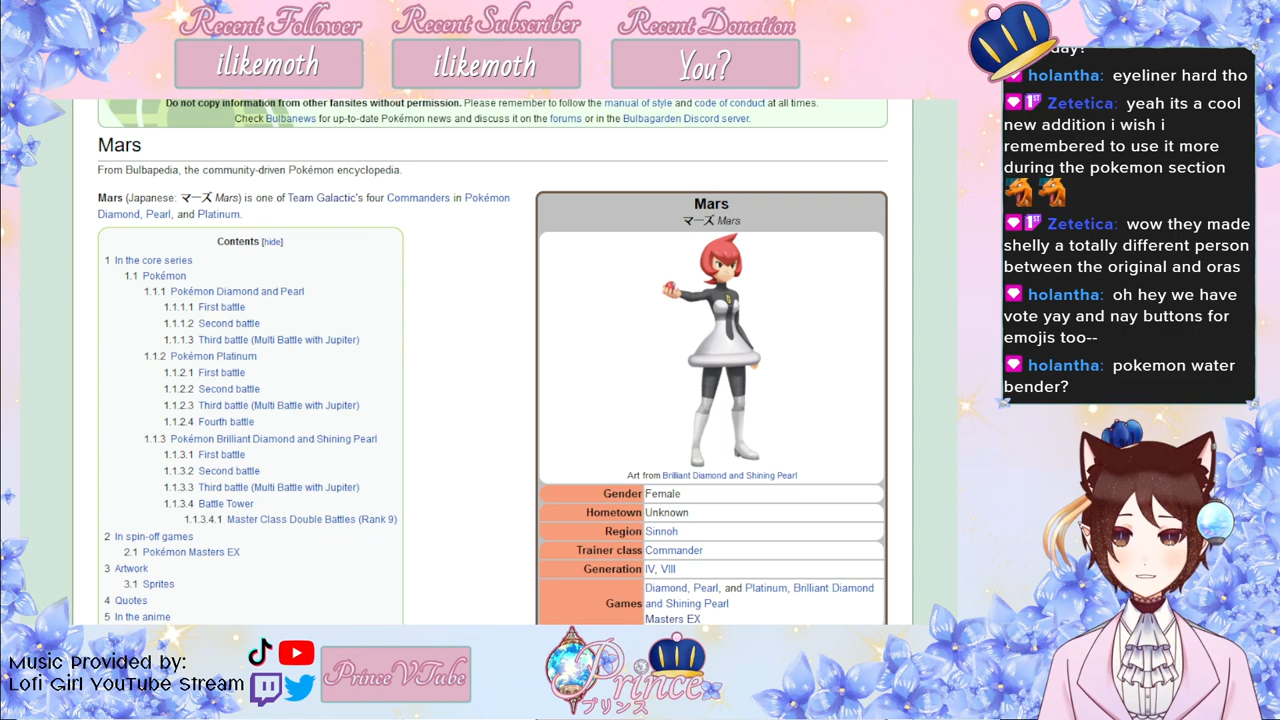 Recent Follower
Recent Subscriber
Recent Donation
ilikemoth
ilikemoth
You?
Do not copy information from other fansites without permission. Please remember to follow the manual of style and code of conduct at all times.
Check Bulbanews for up-to-date Pokémon news and discuss it on the forums or in the Bulbagarden Discord server.
Mars
From Bulbapedia, the community-driven Pokémon encyclopedia.
Mars (Japanese: マーズ Mars) is one of Team Galactic's four Commanders in Pokémon
Diamond, Pearl, and Platinum.
Contents [hide]
1 In the core series
1.1 Pokémon
1.1.1 Pokémon Diamond and Pearl
1.1.1.1 First battle
1.1.1.2 Second battle
1.1.1.3 Third battle (Multi Battle with Jupiter)
1.1.2 Pokémon Platinum
1.1.2.1 First battle
1.1.2.2 Second battle
1.1.2.3 Third battle (Multi Battle with Jupiter)
1.1.2.4 Fourth battle
1.1.3 Pokémon Brilliant Diamond and Shining Pearl
1.1.3.1 First battle
1.1.3.2 Second battle
1.1.3.3 Third battle (Multi Battle with Jupiter)
1.1.3.4 Battle Tower
1.1.3.4.1 Master Class Double Battles (Rank 9)
2 In spin-off games
2.1 Pokémon Masters EX
3 Artwork
3.1 Sprites
4 Quotes
5 In the anime
Mars
マーズ Mars
Art from Brilliant Diamond and Shining Pearl
Gender Female
Hometown Unknown
Region Sinnoh
Trainer class Commander
Generation IV, VIII
Games Diamond, Pearl, and Platinum, Brilliant Diamond
and Shining Pearl
Masters EX
day?
holantha: eyeliner hard tho
Zetetica: yeah its a cool
new addition i wish i
remembered to use it more
during the pokemon section
Zetetica: wow they made
shelly a totally different person
between the original and oras
holantha: oh hey we have
vote yay and nay buttons for
emojis too--
holantha: pokemon water
bender?
Music Provided by:
Lofi Girl YouTube Stream
Prince VTube
Prince
プリンス